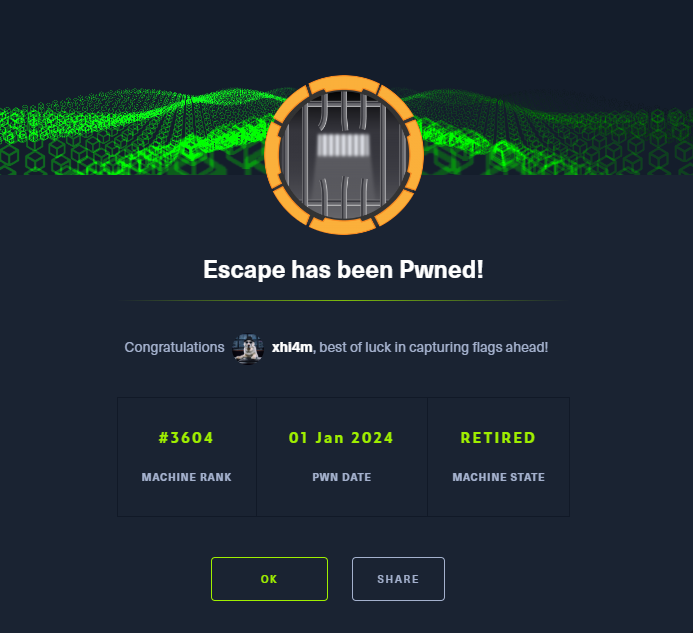 Escape has been Pwned!
Congratulations xhl4m, best of luck in capturing flags ahead!
#3604 01 Jan 2024 RETIRED
MACHINE RANK PWN DATE MACHINE STATE
OK SHARE